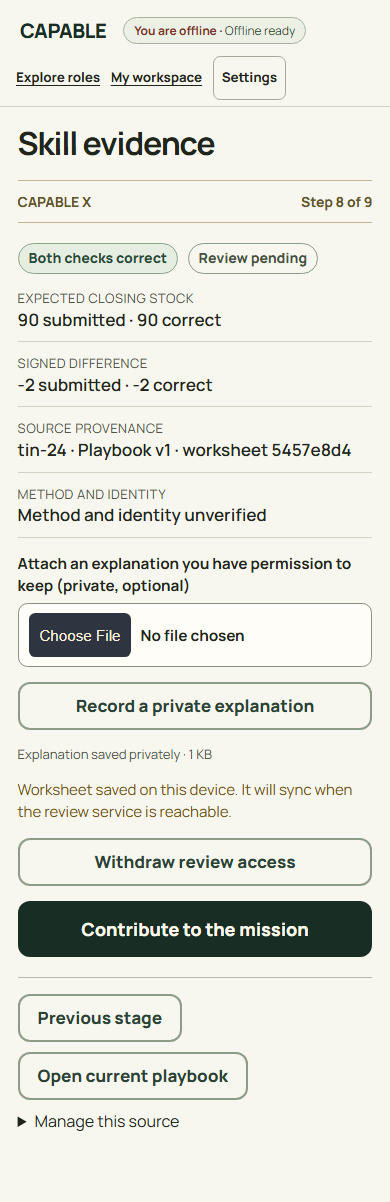 CAPABLE
You are offline · Offline ready
Explore roles My workspace Settings
Skill evidence
CAPABLE X Step 8 of 9
Both checks correct Review pending
EXPECTED CLOSING STOCK
90 submitted · 90 correct
SIGNED DIFFERENCE
-2 submitted · -2 correct
SOURCE PROVENANCE
tin-24 · Playbook v1 · worksheet 5457e8d4
METHOD AND IDENTITY
Method and identity unverified
Attach an explanation you have permission to
keep (private, optional)
Choose File No file chosen
Record a private explanation
Explanation saved privately · 1 KB
Worksheet saved on this device. It will sync when
the review service is reachable.
Withdraw review access
Contribute to the mission
Previous stage
Open current playbook
Manage this source